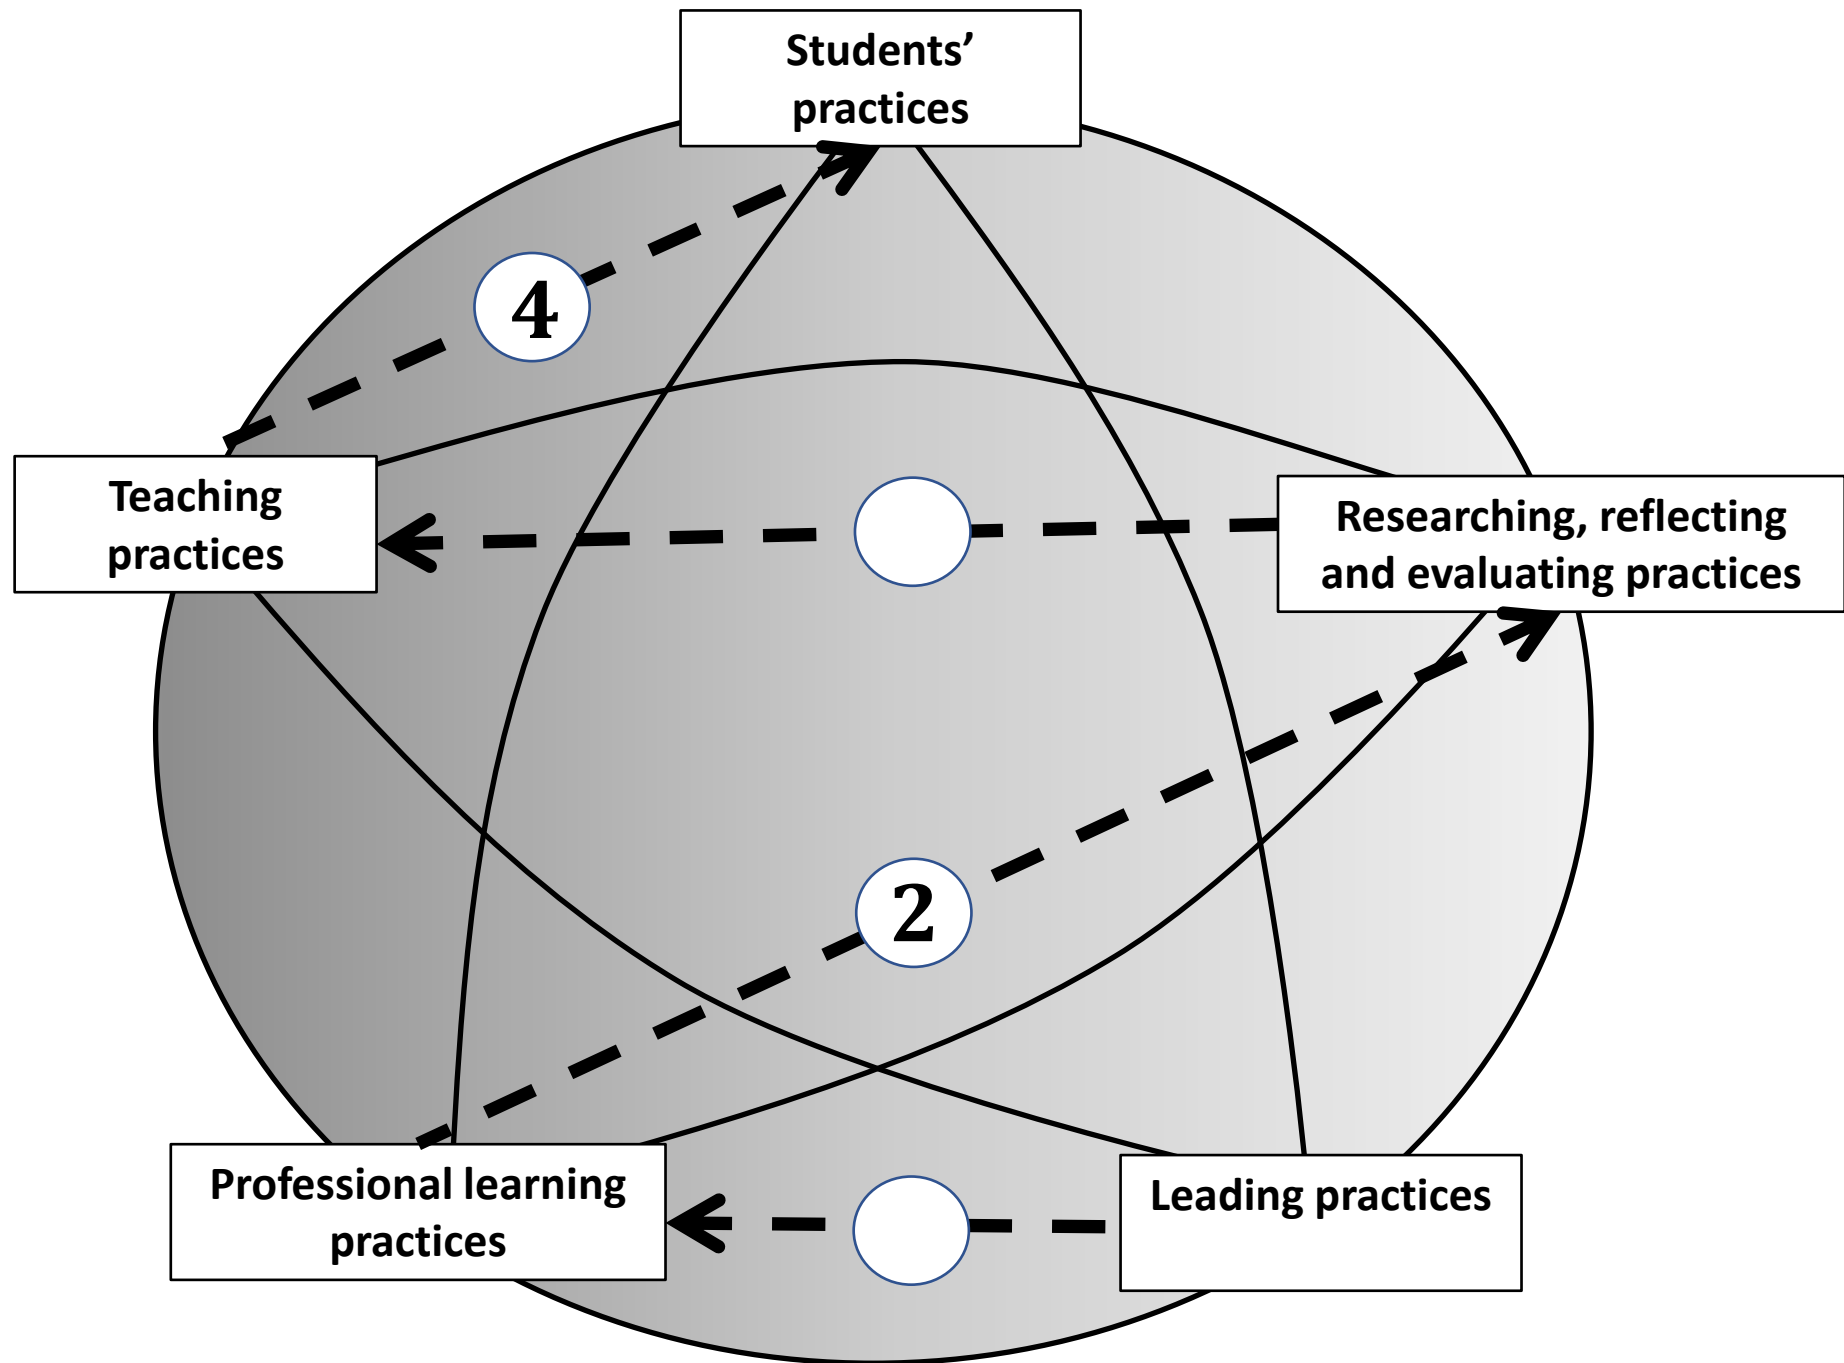 Students’
practices
4
Teaching
practices
Researching, reflecting
and evaluating practices
2
Professional learning
practices
Leading practices